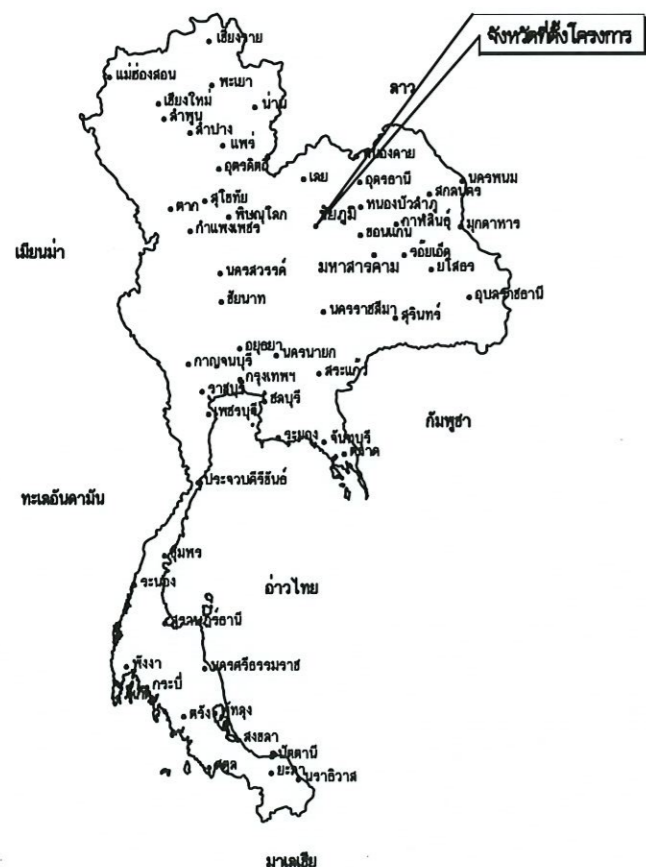 เชียงราย
จังหวัดที่ตั้งโครงการ
แม่ฮ่องสอน
พะเยา
ลาว
เชียงใหม่
น่าน
ลำพูน
ลำปาง
แพร่
หนองคาย
อุตรดิตถ์
เลย
อุดรธานี
นครพนม
สกลนคร
สุโขทัย
ตาก
พิษณุโลก
ชัยภูมิ
หนองบัวลำภู
กาฬสินธุ์
มุกดาหาร
กำแพงเพชร
ขอนแก่น
เมียนม่า
มหาสารคาม
รอ้ยเอ็ด
ยโสธร
นครสวรรค์
อุบลราชธานี
ชัยนาท
นครราชสีมา
สุรินทร์
อยุธยา
นครนายก
กาญจนบุรี
กรุงเทพฯ
สระแก้ว
ราชบุรี
ชลบุรี
เพชรบุรี
กัมพูชา
ระยอง
จันทบุรี
ตราด
ประจวบคีรีขันธ์
ทะเลอันดามัน
ชุมพร
ระนอง
อ่าวไทย
สุราษฎร์ธานี
พังงา
นครศรีธรรมราช
กระบี่
ตรัง
พัทลุง
สงขลา
ปัตตานี
สตูล
ยะลา
นราธิวาส
มาเลเซีย